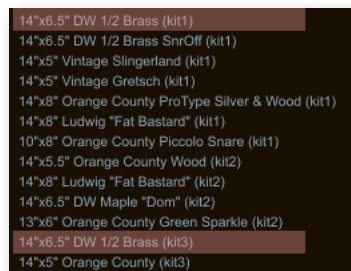 14"x6.5" DW 1/2 Brass (kit1)
14"x6.5" DW 1/2 Brass SnrOff (kit1)
14"x5" Vintage Slingerland (kit1)
14"x5" Vintage Gretsch (kit1)
14"x8" Orange County ProType Silver & Wood (kit1)
14"x8" Ludwig "Fat Bastard" (kit1)
10"x8" Orange County Piccolo Snare (kit1)
14"x5.5" Orange County Wood (kit2)
14"x8" Ludwig "Fat Bastard" (kit2)
14"x6.5" DW Maple "Dom" (kit2)
13"x6" Orange County Green Sparkle (kit2)
14"x6.5" DW 1/2 Brass (kit3)
14"x5" Orange County (kit3)